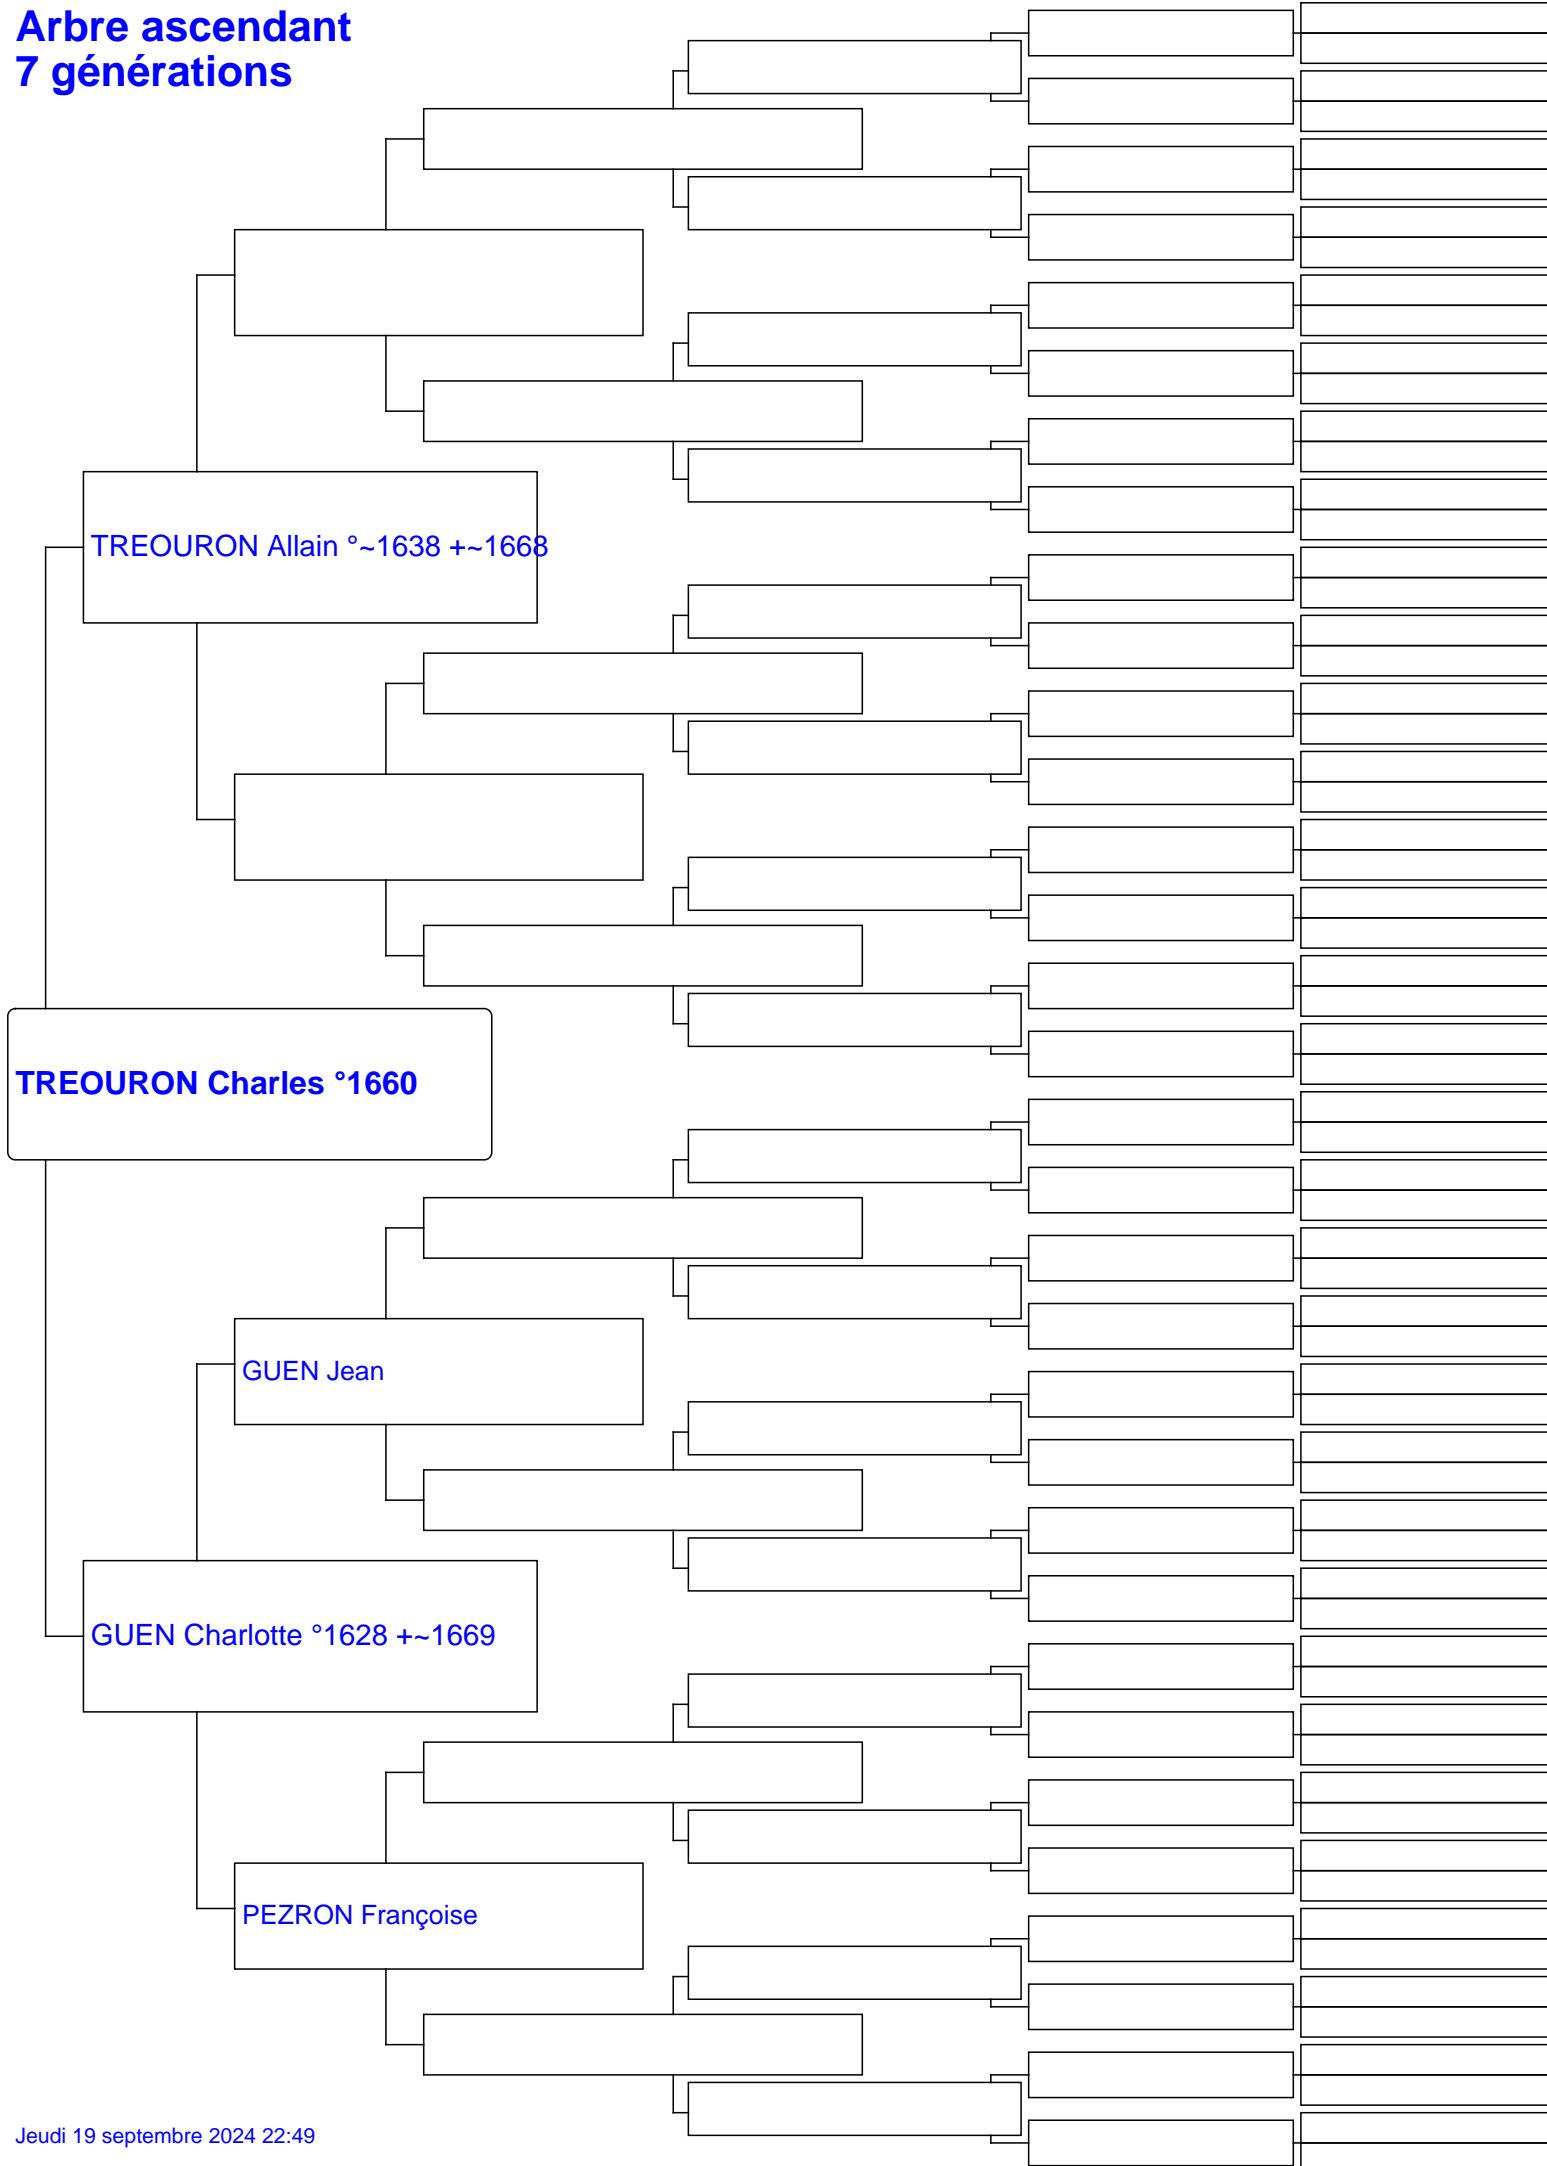 Arbre ascendant
7 générations
TREOURON Allain °~1638 +~1668
TREOURON Charles °1660
GUEN Jean
GUEN Charlotte °1628 +~1669
PEZRON Françoise
Jeudi 19 septembre 2024 22:49